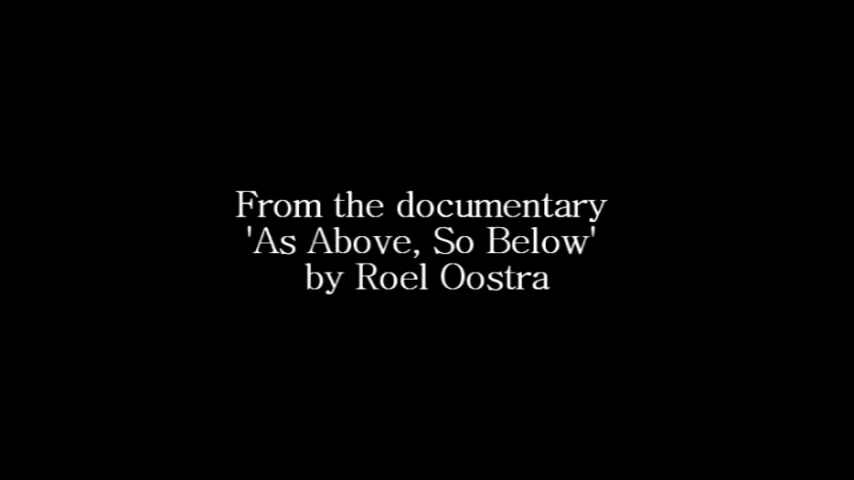 From the documentary
'As Above, So Below'
by Roel Oostra